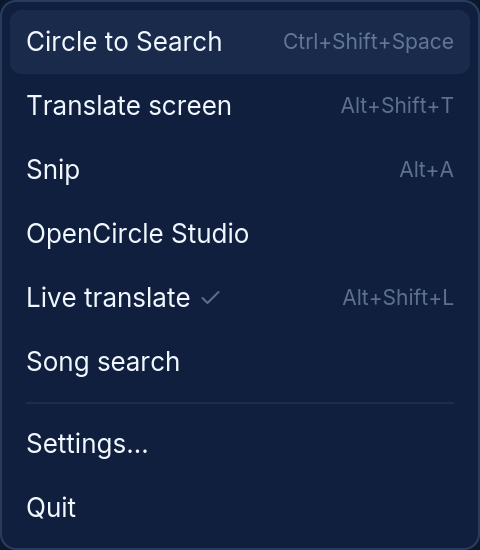 Circle to Search Ctrl+Shift+Space
Translate screen Alt+Shift+T
Snip Alt+A
OpenCircle Studio
Live translate ✓ Alt+Shift+L
Song search
Settings...
Quit